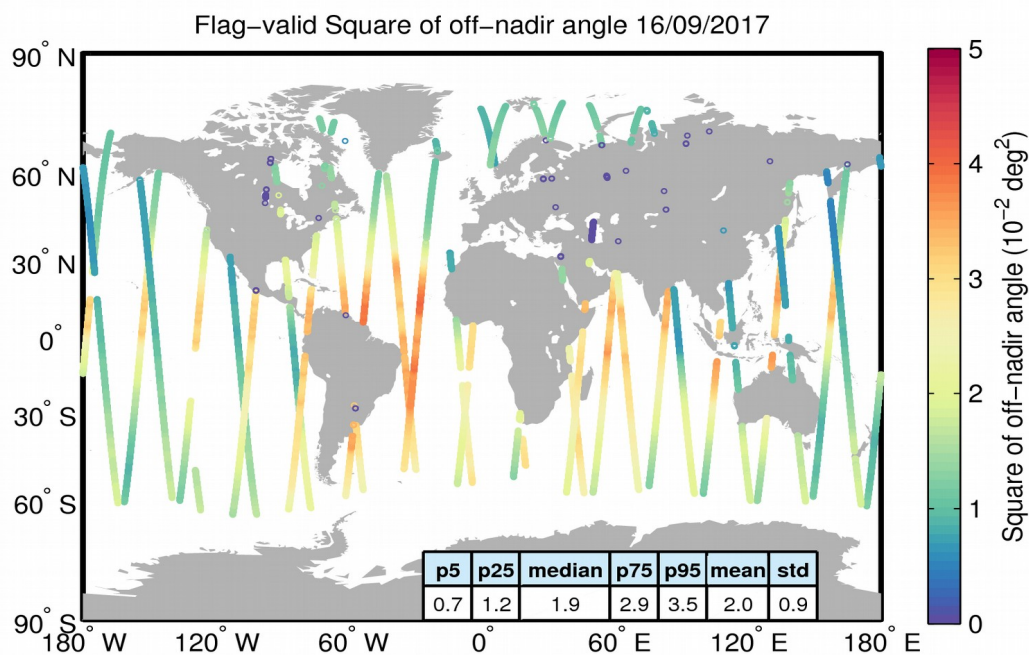 Flag-valid Square of off-nadir angle 16/09/2017
90° N
60° N
30° N
0°
30° S
60° S
90° S
180° W
120° W
60° W
0°
60° E
120° E
180° E
p5 p25 median p75 p95 mean std
0.7 1.2 1.9 2.9 3.5 2.0 0.9
5
4
3
2
1
0
Square of off-nadir angle (10⁻² deg²)